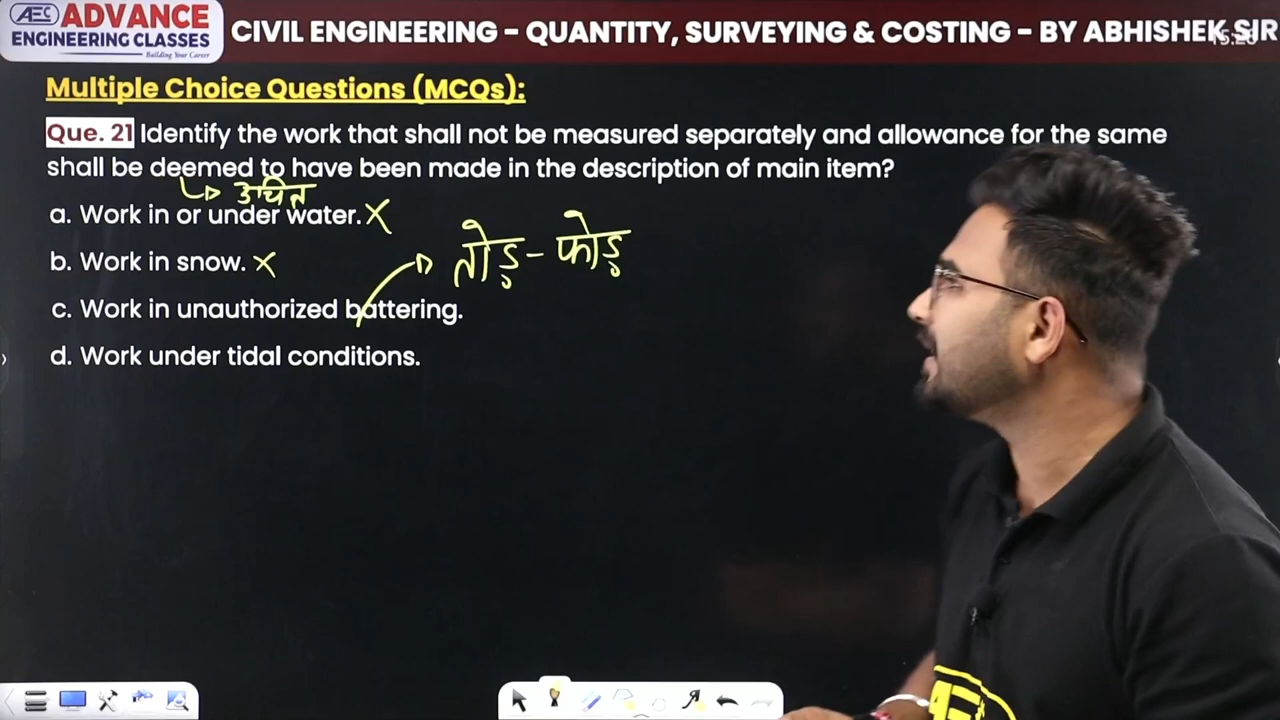 AEC ADVANCE
ENGINEERING CLASSES
Building Your Career
CIVIL ENGINEERING - QUANTITY, SURVEYING & COSTING - BY ABHISHEK SIR
Multiple Choice Questions (MCQs):
Que. 21 Identify the work that shall not be measured separately and allowance for the same
shall be deemed to have been made in the description of main item?
उचित
a. Work in or under water. X
तोड़ - फोड़
b. Work in snow. X
c. Work in unauthorized battering.
d. Work under tidal conditions.